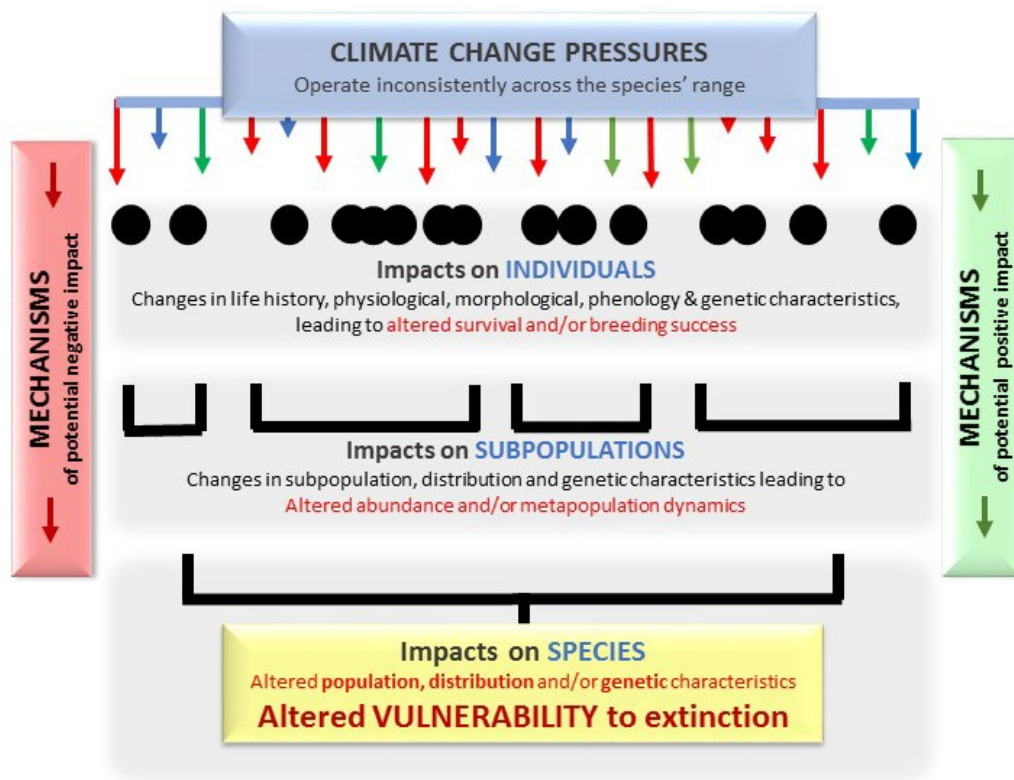 CLIMATE CHANGE PRESSURES
Operate inconsistently across the species’ range
MECHANISMS
of potential negative impact
Impacts on INDIVIDUALS
Changes in life history, physiological, morphological, phenology & genetic characteristics,
leading to altered survival and/or breeding success
Impacts on SUBPOPULATIONS
Changes in subpopulation, distribution and genetic characteristics leading to
Altered abundance and/or metapopulation dynamics
Impacts on SPECIES
Altered population, distribution and/or genetic characteristics
Altered VULNERABILITY to extinction
MECHANISMS
of potential positive impact